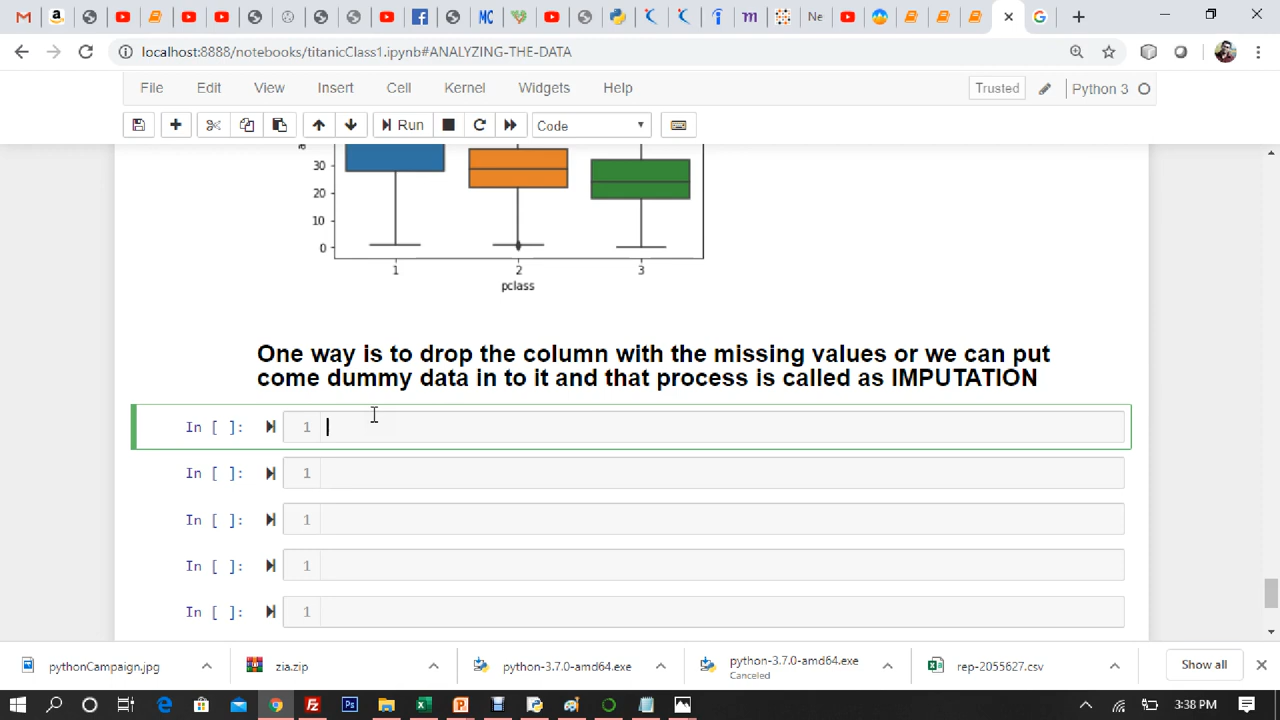 MC
Ne
localhost:8888/notebooks/titanicClass1.ipynb#ANALYZING-THE-DATA
File Edit View Insert Cell Kernel Widgets Help Trusted Python 3
Run Code
30
20
10
0
1 2 3
pclass
One way is to drop the column with the missing values or we can put
come dummy data in to it and that process is called as IMPUTATION
In [ ]: 1
In [ ]: 1
In [ ]: 1
In [ ]: 1
In [ ]: 1
pythonCampaign.jpg zia.zip python-3.7.0-amd64.exe python-3.7.0-amd64.exe rep-2055627.csv Show all
Canceled
3:38 PM